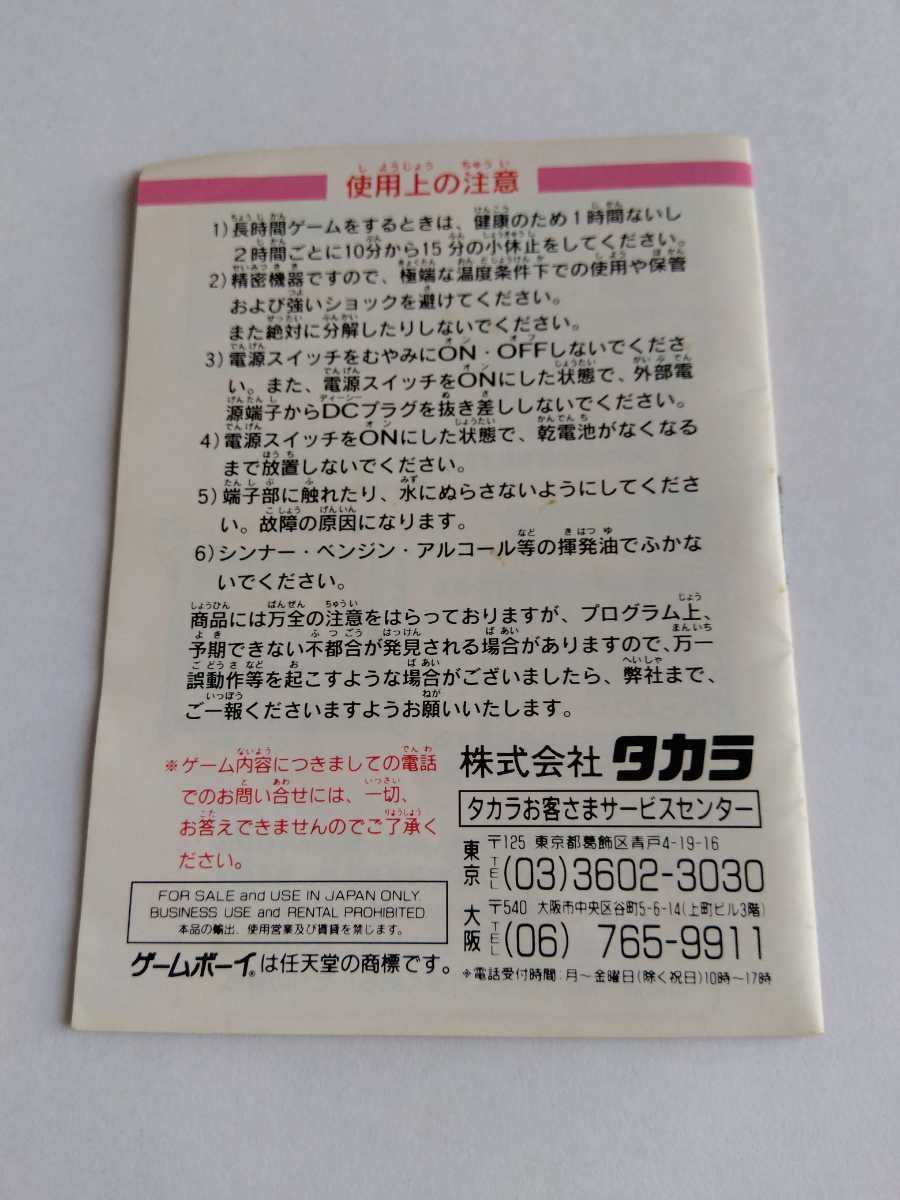 使用上の注意
1)長時間ゲームをするときは、健康のため1時間ないし
2時間ごとに10分から15分の小休止をしてください。
2)精密機器ですので、極端な温度条件下での使用や保管
および強いショックを避けてください。
また絶対に分解したりしないでください。
3)電源スイッチをむやみにON・OFFしないでくださ
い。また、電源スイッチをONにした状態で、外部電
源端子からDCプラグを抜き差ししないでください。
4)電源スイッチをONにした状態で、乾電池がなくなる
まで放置しないでください。
5)端子部に触れたり、水にぬらさないようにしてくださ
い。故障の原因になります。
6)シンナー・ベンジン・アルコール等の揮発油でふかな
いでください。
商品には万全の注意をはらっておりますが、プログラム上、
予期できない不都合が発見される場合がありますので、万一
誤動作等を起こすような場合がございましたら、弊社まで、
ご一報くださいますようお願いいたします。
※ゲーム内容につきましての電話
でのお問い合せには、一切、
お答えできませんのでご了承く
ださい。
FOR SALE and USE IN JAPAN ONLY.
BUSINESS USE and RENTAL PROHIBITED.
本品の輸出、使用営業及び賃貸を禁じます。
ゲームボーイ®は任天堂の商標です。
株式会社 タカラ
タカラお客さまサービスセンター
東京 〒125 東京都葛飾区青戸4-19-16
TEL(03)3602-3030
大阪 〒540 大阪市中央区谷町5-6-14(上町ビル3階)
TEL(06) 765-9911
※電話受付時間:月〜金曜日(除く祝日)10時〜17時